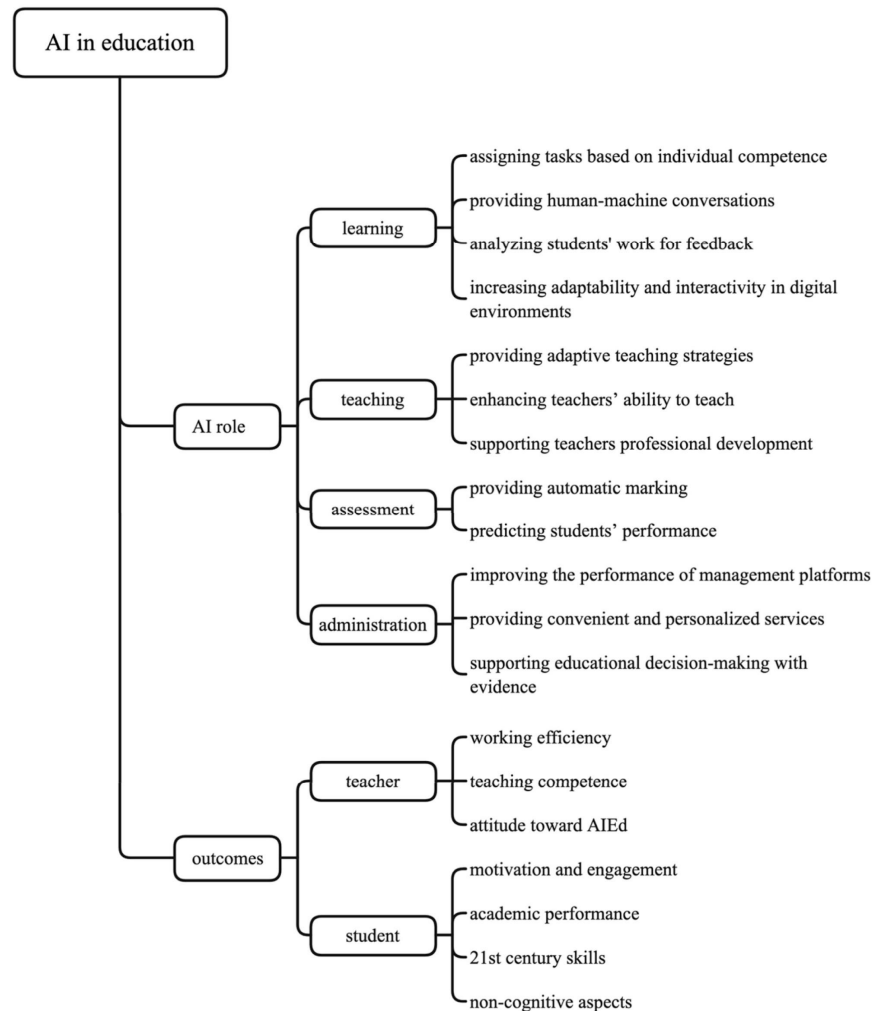 AI in education
assigning tasks based on individual competence
providing human-machine conversations
learning
analyzing students' work for feedback
increasing adaptability and interactivity in digital
environments
providing adaptive teaching strategies
teaching
enhancing teachers’ ability to teach
AI role
supporting teachers professional development
providing automatic marking
assessment
predicting students’ performance
improving the performance of management platforms
administration
providing convenient and personalized services
supporting educational decision-making with
evidence
working efficiency
teacher
teaching competence
attitude toward AIEd
outcomes
motivation and engagement
academic performance
student
21st century skills
non-cognitive aspects